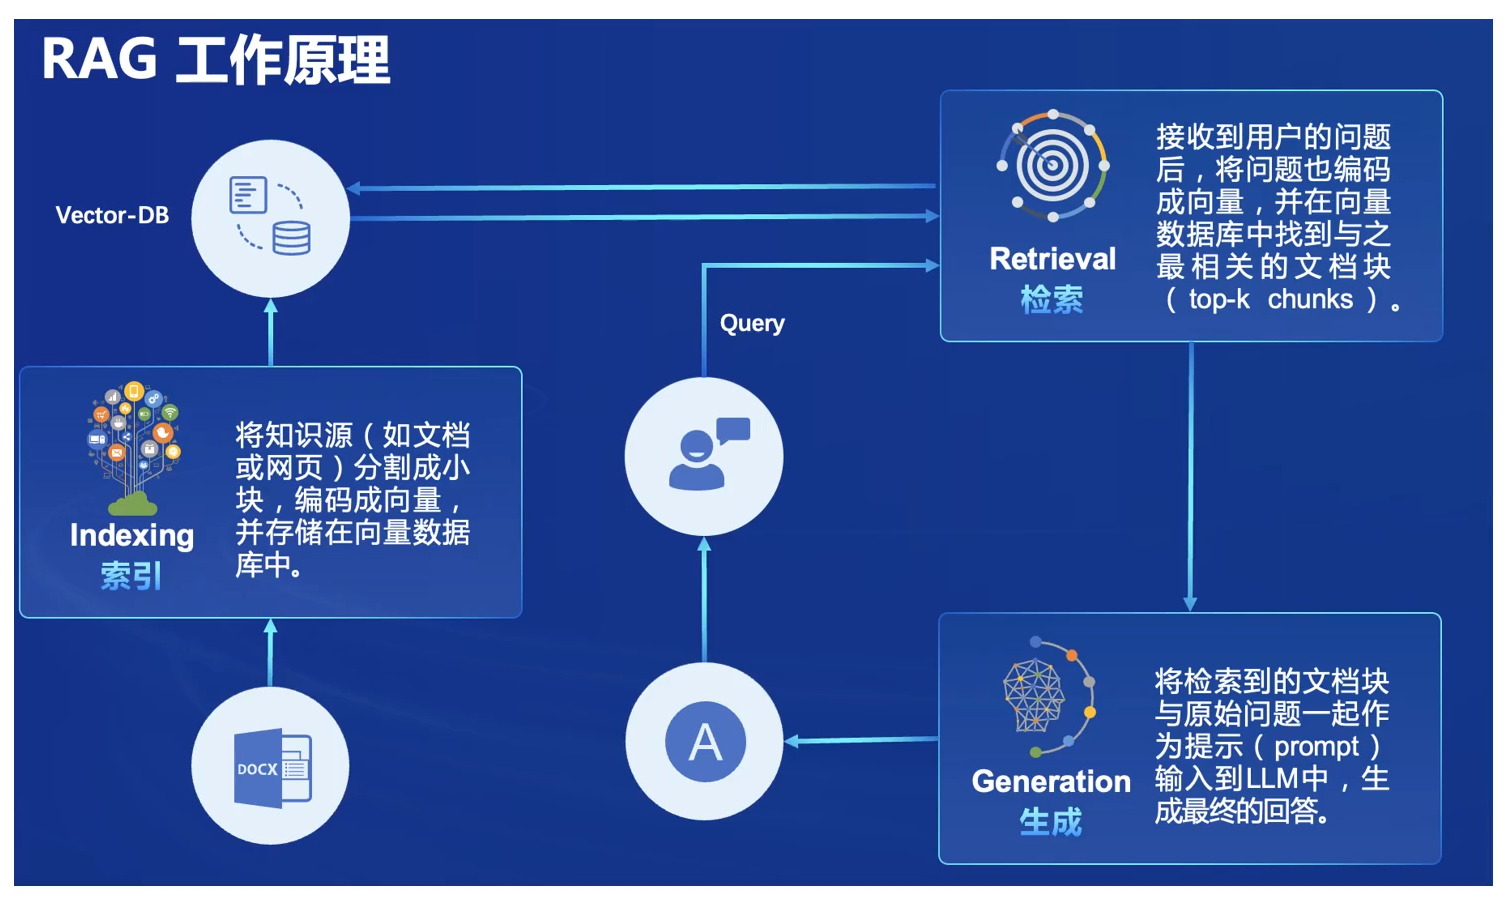 RAG 工作原理
Vector-DB
接收到用户的问题
后，将问题也编码
成向量，并在向量
数据库中找到与之
最相关的文档块
（top-k chunks）。
Retrieval
检索
Query
将知识源（如文档
或网页）分割成小
块，编码成向量，
并存储在向量数据
库中。
Indexing
索引
DOCX
A
将检索到的文档块
与原始问题一起作
为提示（prompt）
输入到LLM中，生
成最终的回答。
Generation
生成